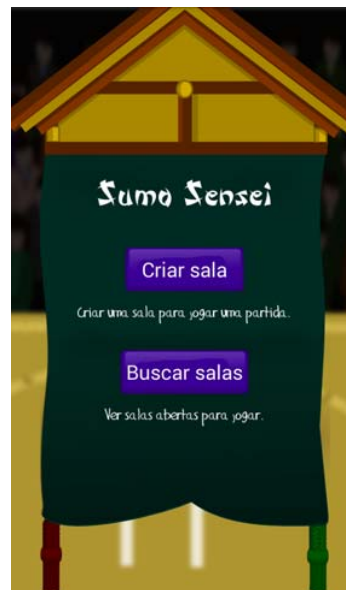 Sumo Sensei
Criar sala
Criar uma sala para jogar uma partida.
Buscar salas
Ver salas abertas para jogar.